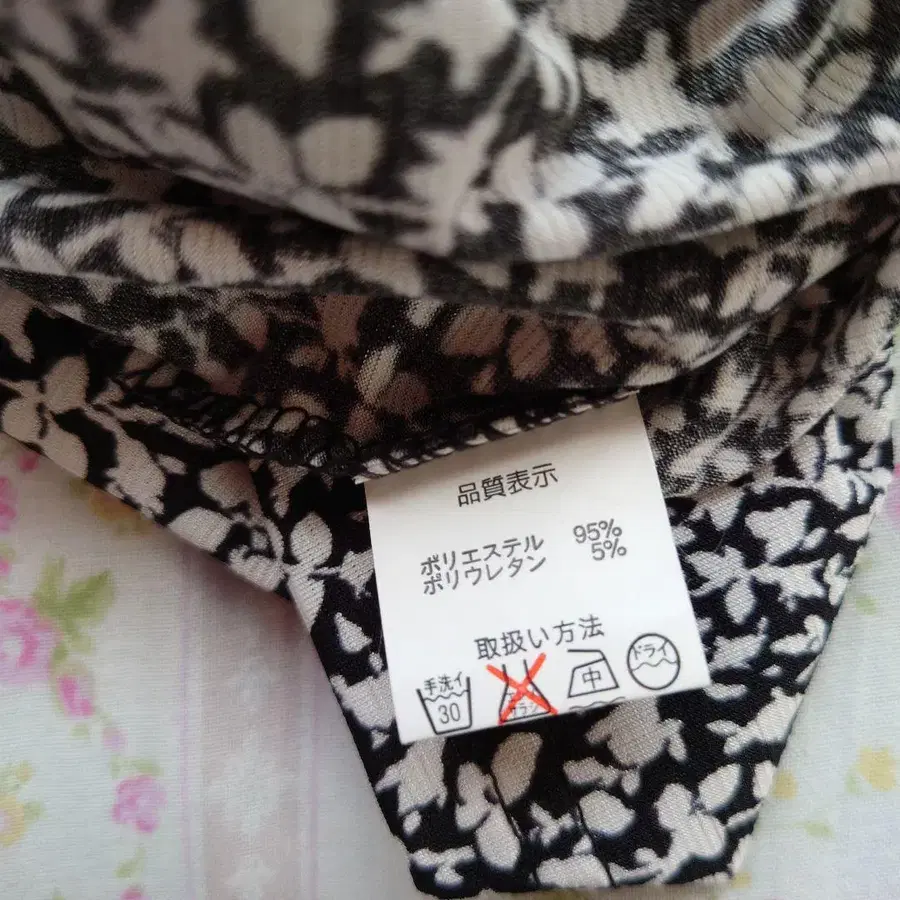 品質表示
ポリエステル 95%
ポリウレタン 5%
取扱い方法
手洗イ 30 中 ドライ